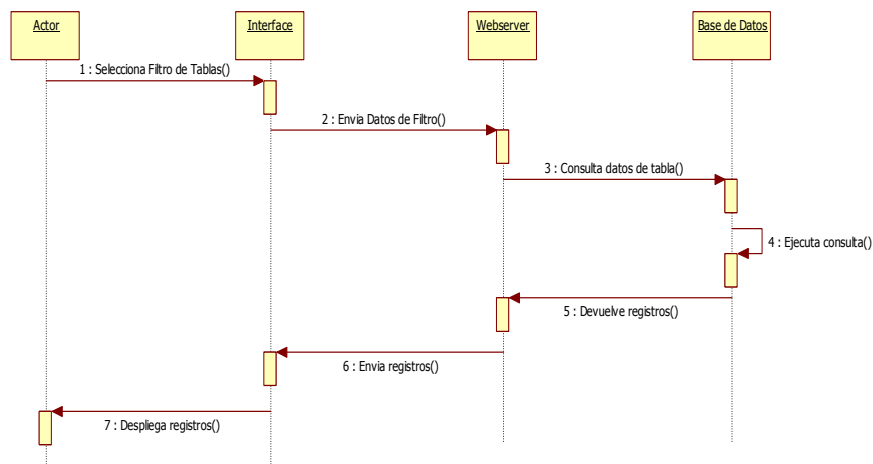 Actor
Interface
Webserver
Base de Datos
1 : Selecciona Filtro de Tablas()
2 : Envia Datos de Filtro()
3 : Consulta datos de tabla()
4 : Ejecuta consulta()
5 : Devuelve registros()
6 : Envia registros()
7 : Despliega registros()